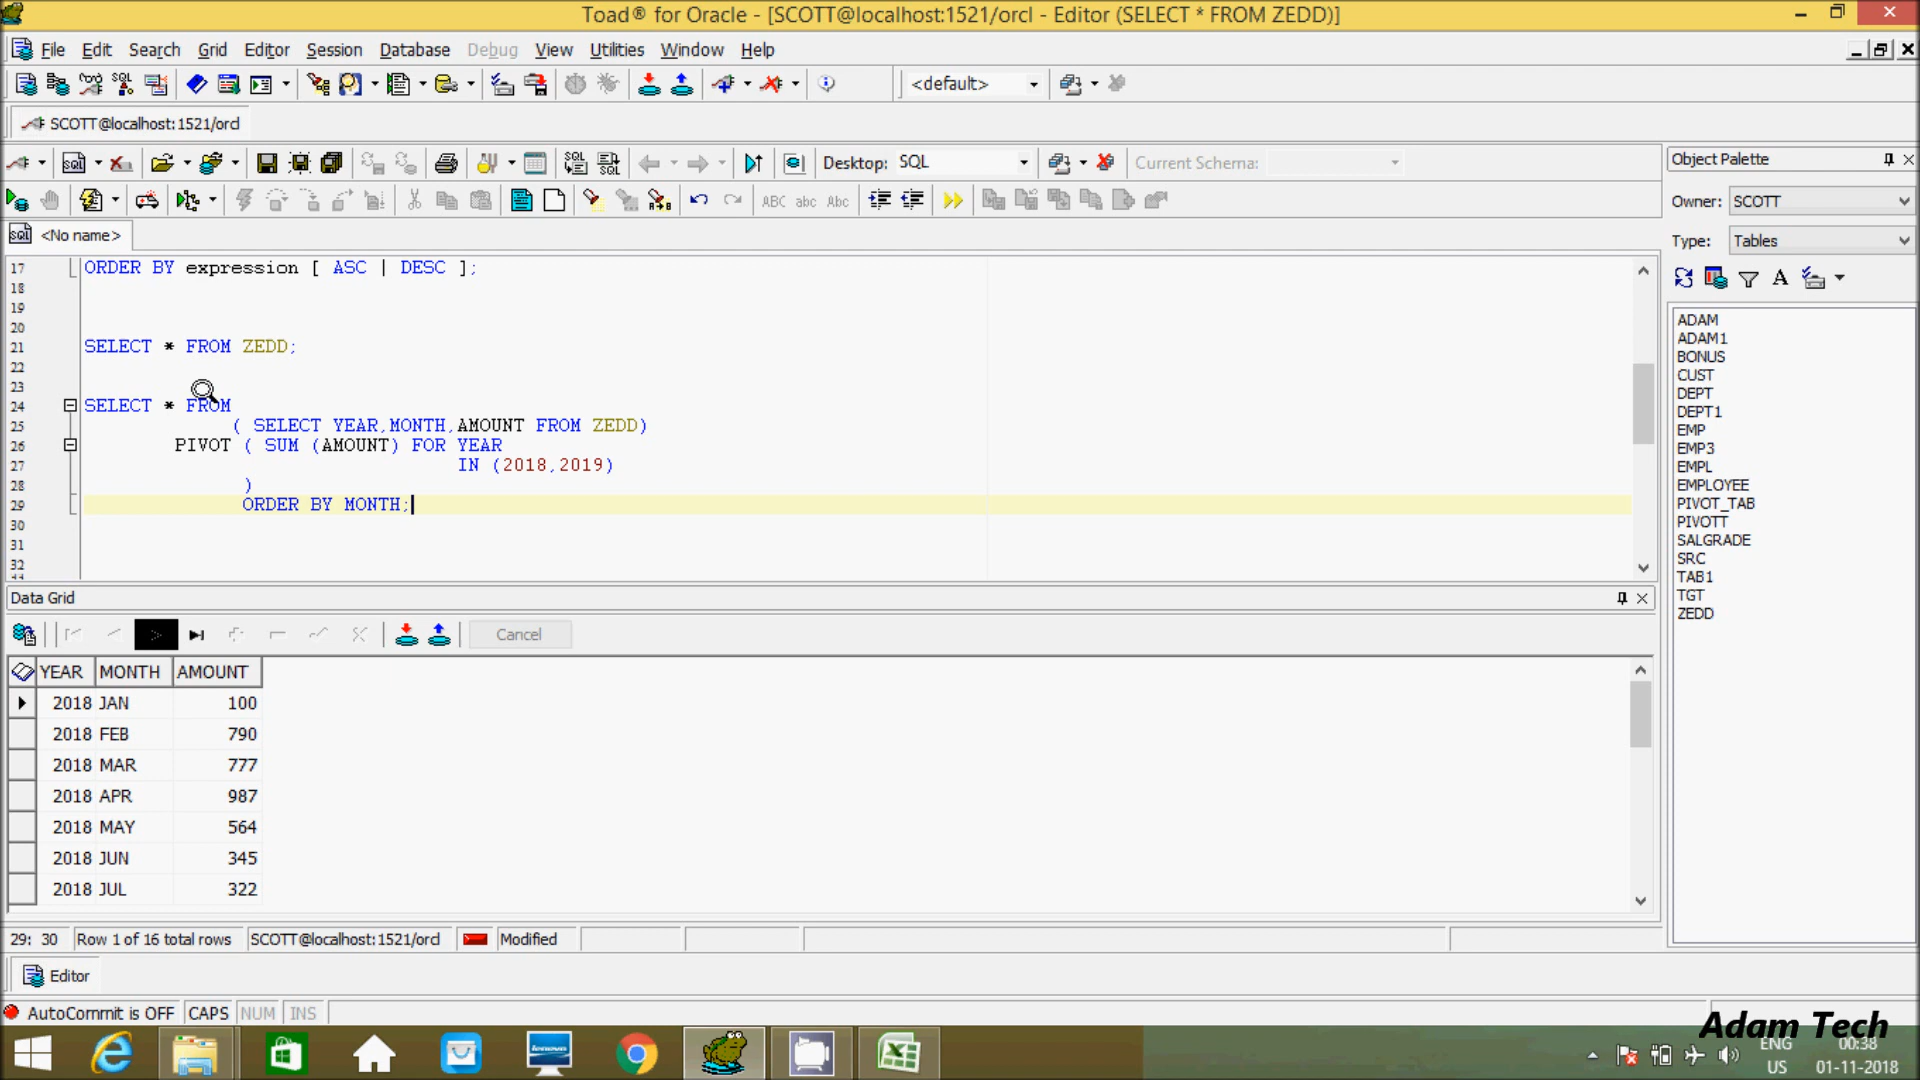 Toad® for Oracle - [SCOTT@localhost:1521/orcl - Editor (SELECT * FROM ZEDD)]
File Edit Search Grid Editor Session Database Debug View Utilities Window Help
SQL <default>
SCOTT@localhost:1521/orcl
SQL SQL SQL Desktop: SQL Current Schema:
ABC abc Abc
SQL <No name>
17 ORDER BY expression [ ASC | DESC ];
18
19
20
21 SELECT * FROM ZEDD;
22
23
24 SELECT * FROM
25 ( SELECT YEAR,MONTH,AMOUNT FROM ZEDD)
26 PIVOT ( SUM (AMOUNT) FOR YEAR
27 IN (2018,2019)
28 )
29 ORDER BY MONTH;
30
31
32
Data Grid
Cancel
YEAR MONTH AMOUNT
2018 JAN 100
2018 FEB 790
2018 MAR 777
2018 APR 987
2018 MAY 564
2018 JUN 345
2018 JUL 322
29: 30 Row 1 of 16 total rows SCOTT@localhost:1521/orcl Modified
Editor
AutoCommit is OFF CAPS NUM INS
Object Palette
Owner: SCOTT
Type: Tables
A
ADAM
ADAM1
BONUS
CUST
DEPT
DEPT1
EMP
EMP3
EMPL
EMPLOYEE
PIVOT_TAB
PIVOTT
SALGRADE
SRC
TAB1
TGT
ZEDD
Adam Tech
ENG 00:38
US 01-11-2018